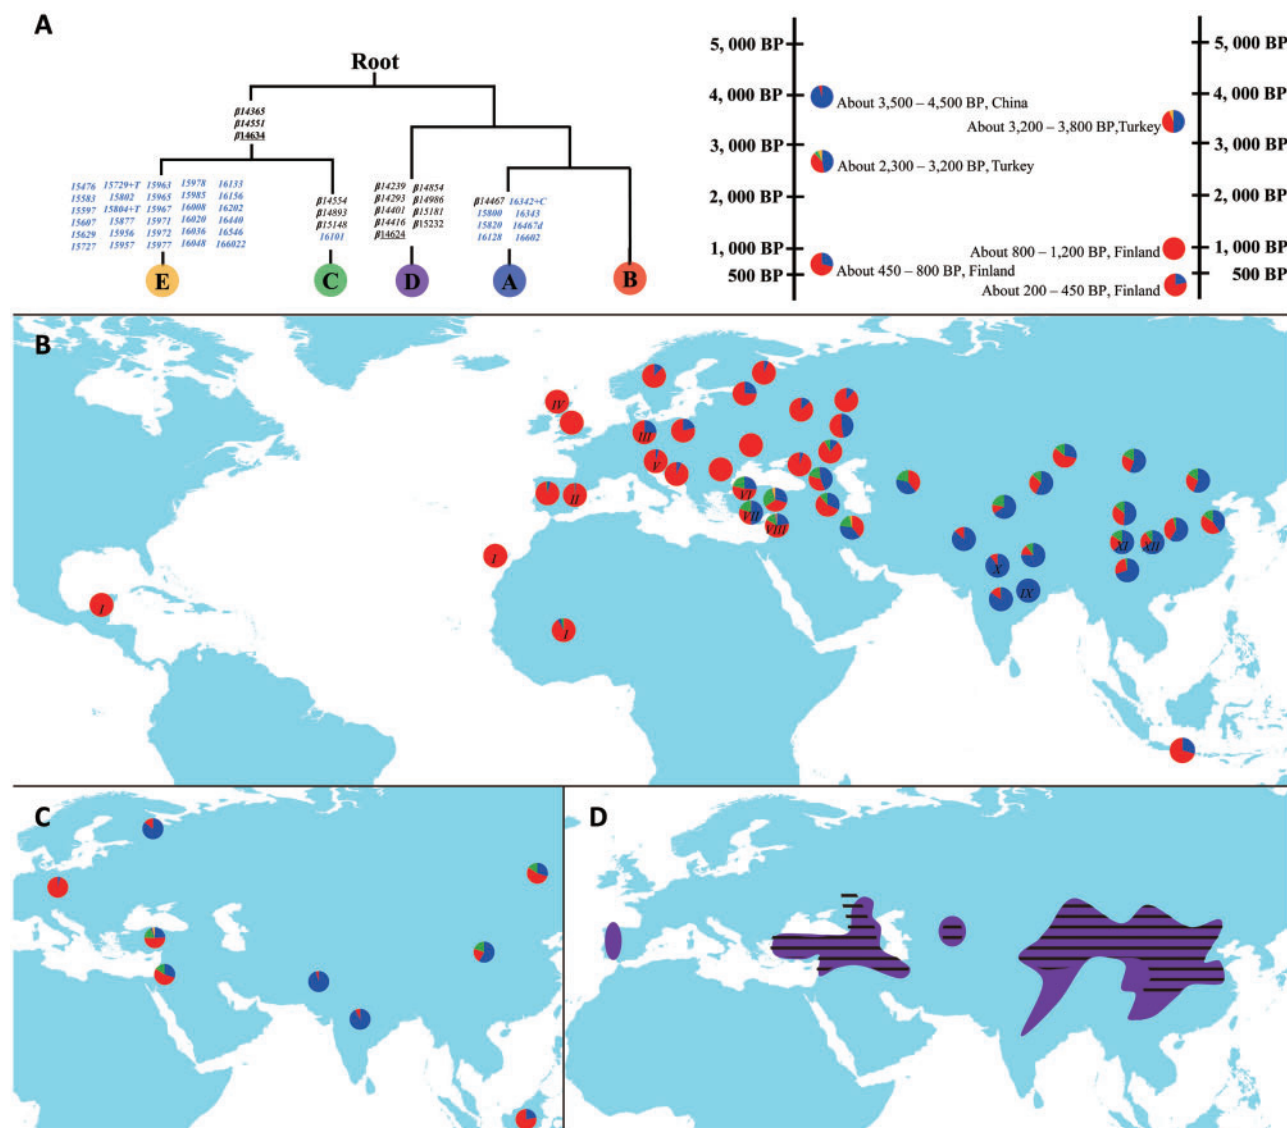 A
Root
β14365
β14551
β14634
15476 15729+T 15963 15978 16133
15583 15802 15965 15985 16156
15597 15804+T 15967 16008 16202
15607 15877 15971 16020 16440
15629 15956 15972 16036 16546
15727 15957 15977 16048 166022
β14554
β14893
β15148
16101
β14239 β14854
β14293 β14986
β14401 β15181
β14416 β15232
β14624
β14467 16342+C
15800 16343
15820 16467d
16128 16602
E
C
D
A
B
5, 000 BP
4, 000 BP
3, 000 BP
2, 000 BP
1, 000 BP
500 BP
About 3,500 – 4,500 BP, China
About 2,300 – 3,200 BP, Turkey
About 450 – 800 BP, Finland
5, 000 BP
4, 000 BP
3, 000 BP
2, 000 BP
1, 000 BP
500 BP
About 3,200 – 3,800 BP,Turkey
About 800 – 1,200 BP, Finland
About 200 – 450 BP, Finland
B
IV
III
V
II
VI
VII
VIII
I
I
I
X
IX
XI
XII
C
D